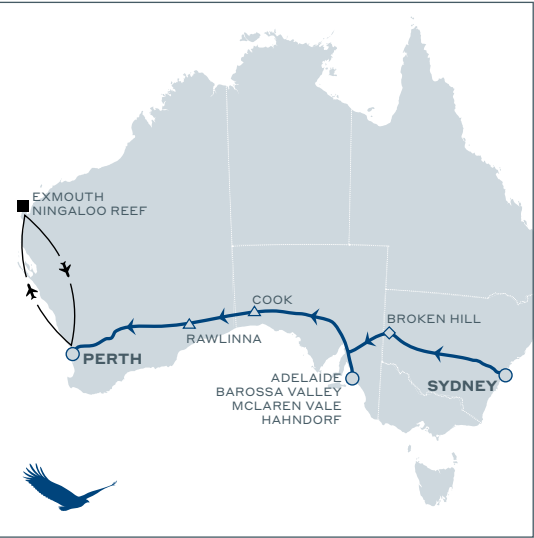 EXMOUTH
NINGALOO REEF
COOK
RAWLINNA
BROKEN HILL
PERTH
ADELAIDE
BAROSSA VALLEY
MCLAREN VALE
HAHNDORF
SYDNEY